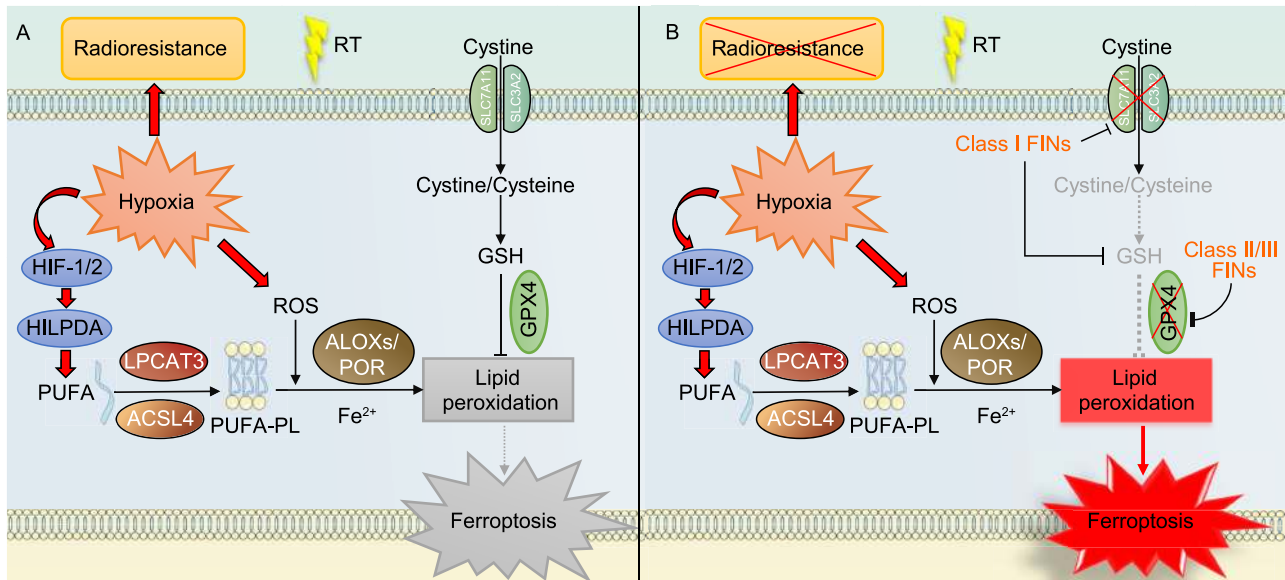 A
Radioresistance
RT
Cystine
SLC7A11
SLC3A2
Hypoxia
Cystine/Cysteine
HIF-1/2
GSH
ROS
GPX4
HILPDA
LPCAT3
ALOXs/
POR
PUFA
Lipid
peroxidation
ACSL4
PUFA-PL
Fe²⁺
Ferroptosis
B
Radioresistance
RT
Cystine
SLC7A11
SLC3A2
Class I FINs
Hypoxia
Cystine/Cysteine
HIF-1/2
GSH
Class II/III
FINs
ROS
GPX4
HILPDA
LPCAT3
ALOXs/
POR
PUFA
Lipid
peroxidation
ACSL4
PUFA-PL
Fe²⁺
Ferroptosis